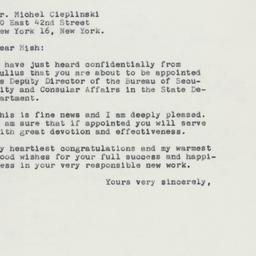 r. Michel Cieplinski
0 East 42nd Street
ew York 16, New York.
ear Mish:
have just heard confidentially from
ulius that you are about to be appointed
s Deputy Director of the Bureau of Secu-
ity and Consular Affairs in the State De-
artment.
his is fine news and I am deeply pleased.
am sure that if appointed you will serve
ith great devotion and effectiveness.
y heartiest congratulations and my warmest
ood wishes for your full success and happi-
ess in your very responsible new work.
Yours very sincerely,